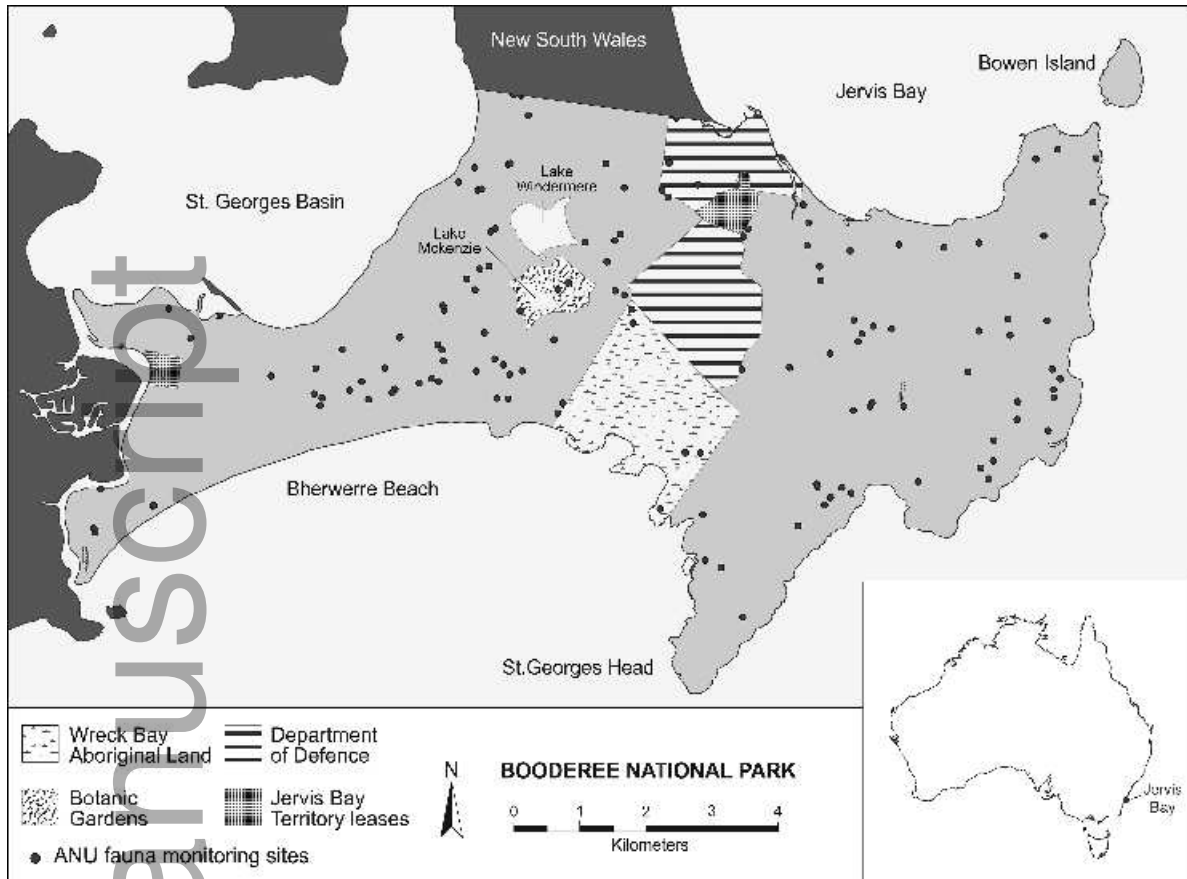 New South Wales
Bowen Island
Jervis Bay
Lake
Windermere
St. Georges Basin
Lake
Mckenzie
Bherwerre Beach
St.Georges Head
Wreck Bay
Aboriginal Land
Department
of Defence
Botanic
Gardens
Jervis Bay
Territory leases
ANU fauna monitoring sites
N
BOODEREE NATIONAL PARK
0 1 2 3 4
Kilometers
Jervis
Bay
anuscript